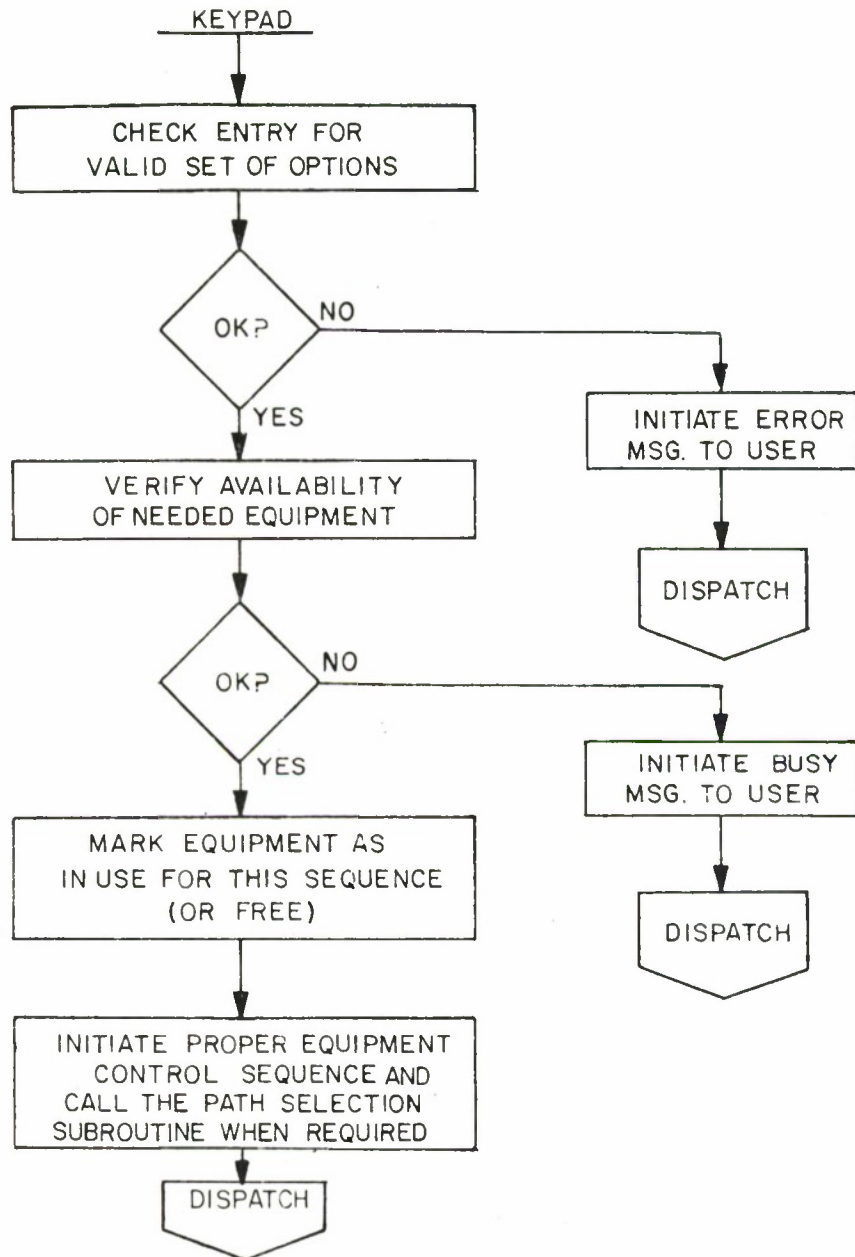 KEYPAD
CHECK ENTRY FOR
VALID SET OF OPTIONS
OK?
NO
YES
INITIATE ERROR
MSG. TO USER
DISPATCH
VERIFY AVAILABILITY
OF NEEDED EQUIPMENT
OK?
NO
YES
INITIATE BUSY
MSG. TO USER
DISPATCH
MARK EQUIPMENT AS
IN USE FOR THIS SEQUENCE
(OR FREE)
INITIATE PROPER EQUIPMENT
CONTROL SEQUENCE AND
CALL THE PATH SELECTION
SUBROUTINE WHEN REQUIRED
DISPATCH